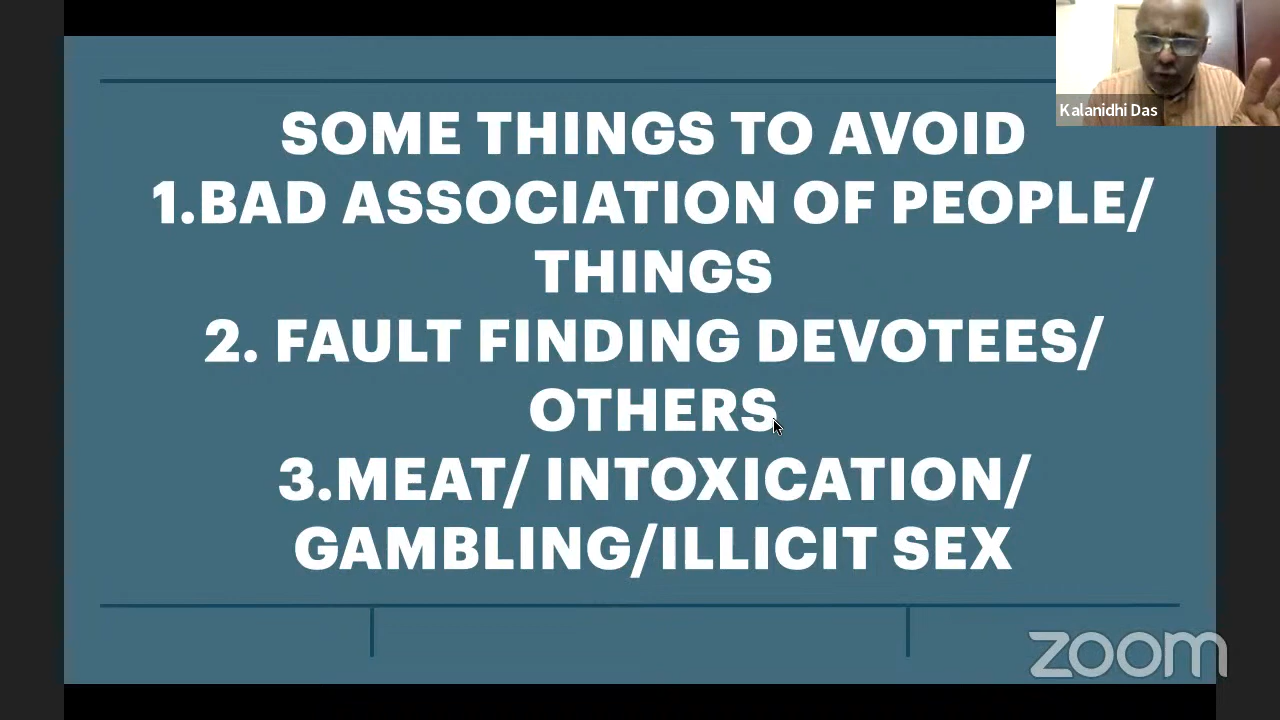 Kalanidhi Das
SOME THINGS TO AVOID
1.BAD ASSOCIATION OF PEOPLE/
THINGS
2. FAULT FINDING DEVOTEES/
OTHERS
3.MEAT/ INTOXICATION/
GAMBLING/ILLICIT SEX
zoom